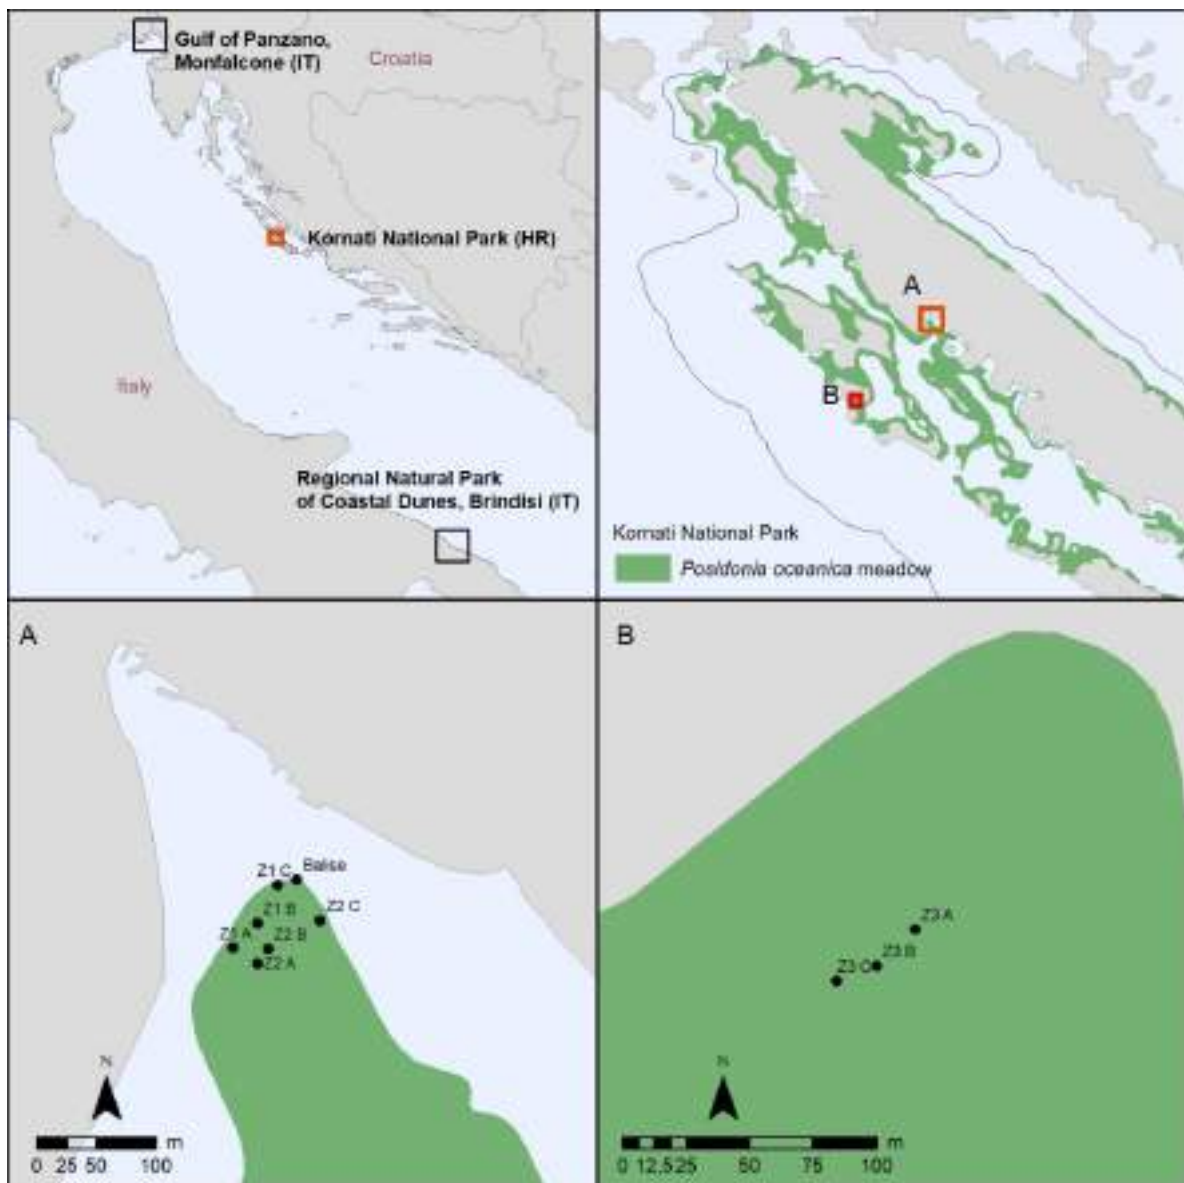 Gulf of Panzano,
Monfalcone (IT)
Croatia
Kornati National Park (HR)
Italy
Regional Natural Park
of Coastal Dunes, Brindisi (IT)
A
B
Kornati National Park
Posidonia oceanica meadow
A
Z1 C
Balise
Z1 B
Z2 C
Z1 A
Z2 B
Z2 A
N
m
0 25 50 100
B
Z3 A
Z3 B
Z3 C
N
m
0 12,5 25 50 75 100